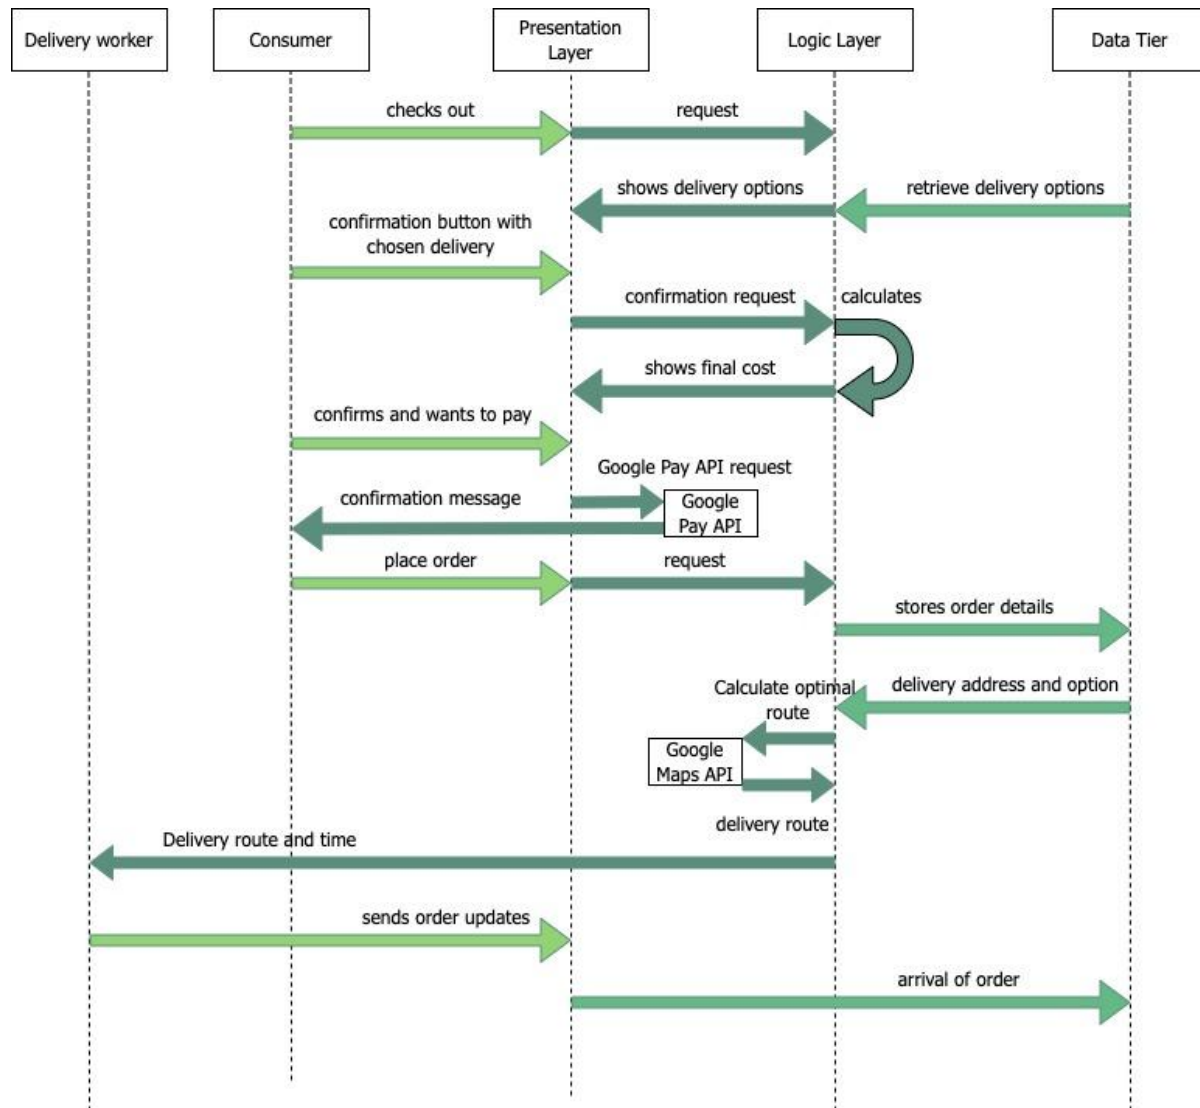 Delivery worker
Consumer
Presentation
Layer
Logic Layer
Data Tier
checks out
request
shows delivery options
retrieve delivery options
confirmation button with
chosen delivery
confirmation request
calculates
shows final cost
confirms and wants to pay
Google Pay API request
confirmation message
Google
Pay API
place order
request
stores order details
delivery address and option
Calculate optimal
route
Google
Maps API
delivery route
Delivery route and time
sends order updates
arrival of order